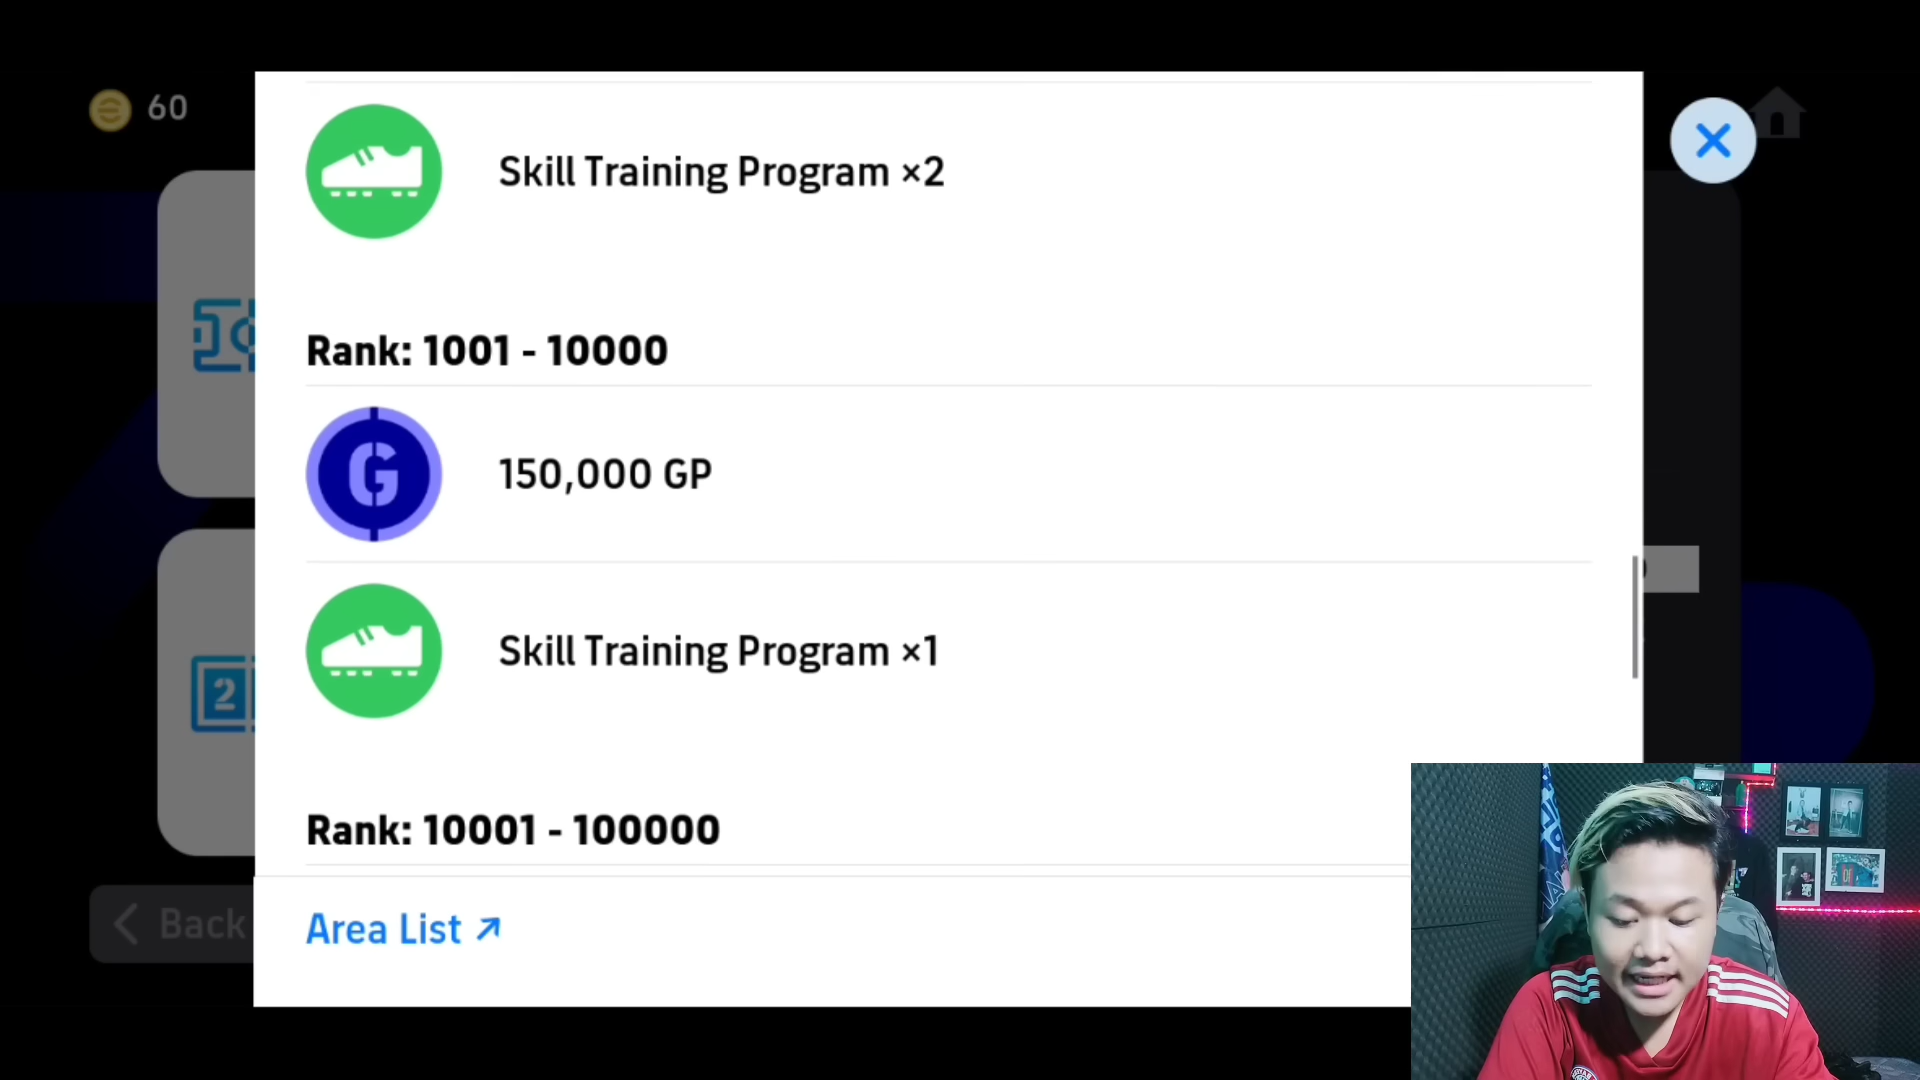 60
Skill Training Program ×2
Rank: 1001 - 10000
G
150,000 GP
Skill Training Program ×1
2
Rank: 10001 - 100000
Back
Area List